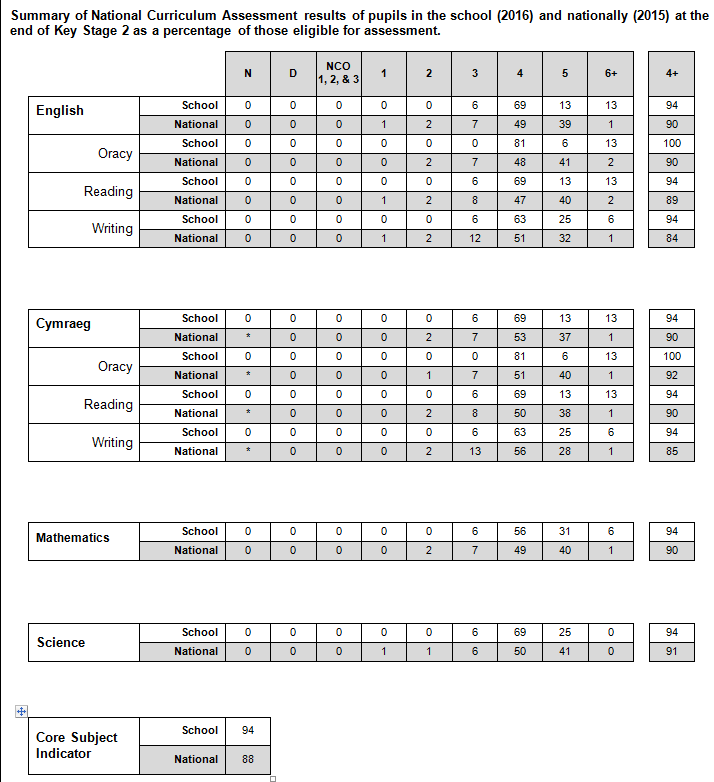 Summary of National Curriculum Assessment results of pupils in the school (2016) and nationally (2015) at the
end of Key Stage 2 as a percentage of those eligible for assessment.
N D NCO 1, 2, & 3 1 2 3 4 5 6+ 4+
English School 0 0 0 0 0 6 69 13 13 94
National 0 0 0 1 2 7 49 39 1 90
Oracy School 0 0 0 0 0 0 81 6 13 100
National 0 0 0 0 2 7 48 41 2 90
Reading School 0 0 0 0 0 6 69 13 13 94
National 0 0 0 1 2 8 47 40 2 89
Writing School 0 0 0 0 0 6 63 25 6 94
National 0 0 0 1 2 12 51 32 1 84
Cymraeg School 0 0 0 0 0 6 69 13 13 94
National * 0 0 0 2 7 53 37 1 90
Oracy School 0 0 0 0 0 0 81 6 13 100
National * 0 0 0 1 7 51 40 1 92
Reading School 0 0 0 0 0 6 69 13 13 94
National * 0 0 0 2 8 50 38 1 90
Writing School 0 0 0 0 0 6 63 25 6 94
National * 0 0 0 2 13 56 28 1 85
Mathematics School 0 0 0 0 0 6 56 31 6 94
National 0 0 0 0 2 7 49 40 1 90
Science School 0 0 0 0 0 6 69 25 0 94
National 0 0 0 1 1 6 50 41 0 91
Core Subject Indicator School 94
National 88